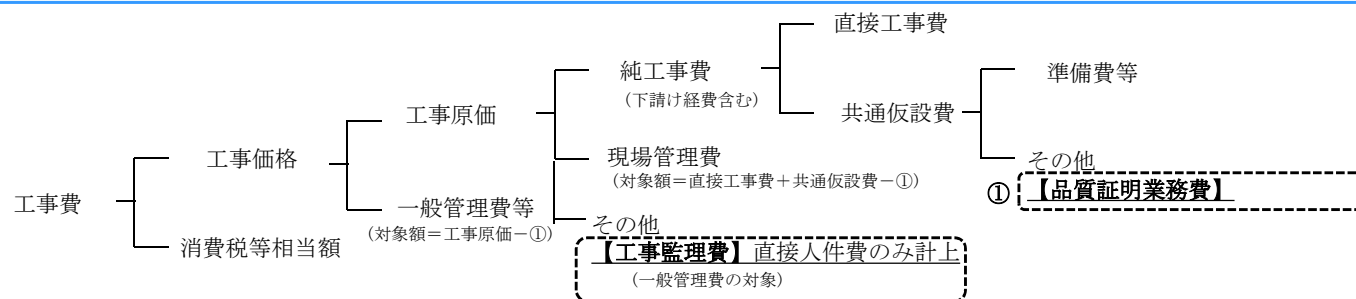 直接工事費
純工事費
(下請け経費含む)
準備費等
共通仮設費
工事原価
その他
①【品質証明業務費】
現場管理費
(対象額=直接工事費+共通仮設費-①)
工事価格
一般管理費等
(対象額=工事原価-①)
工事費
その他
【工事監理費】直接人件費のみ計上
(一般管理費の対象)
消費税等相当額